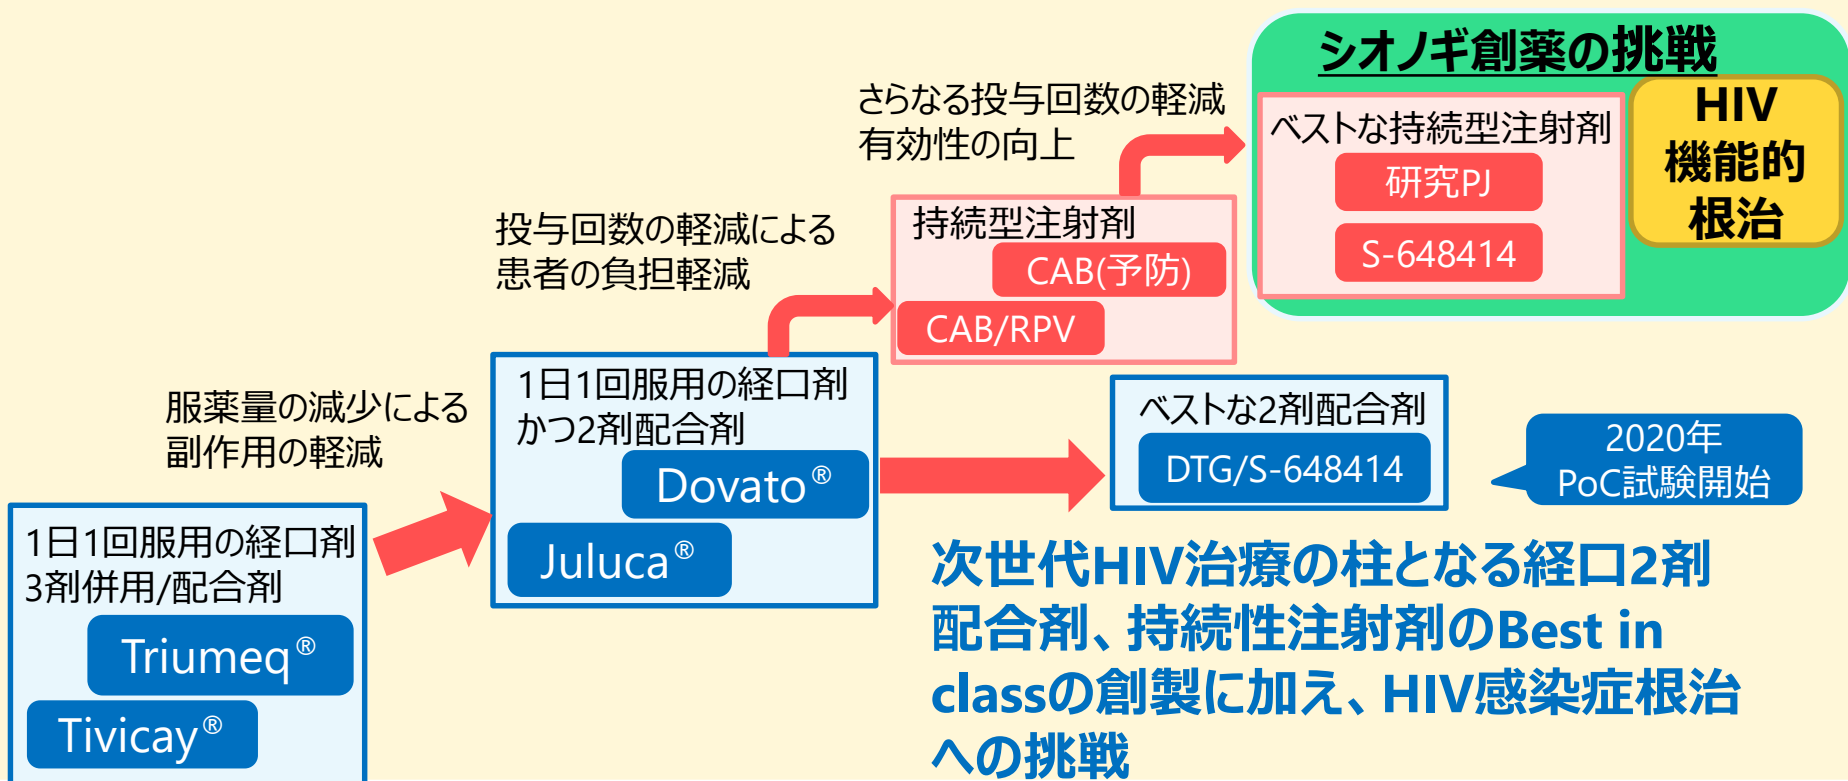 シオノギ創薬の挑戦
HIV
機能的
根治
ベストな持続型注射剤
研究PJ
S-648414
さらなる投与回数の軽減
有効性の向上
持続型注射剤
CAB(予防)
CAB/RPV
投与回数の軽減による
患者の負担軽減
1日1回服用の経口剤
かつ2剤配合剤
Dovato®
Juluca®
ベストな2剤配合剤
DTG/S-648414
2020年
PoC試験開始
服薬量の減少による
副作用の軽減
1日1回服用の経口剤
3剤併用/配合剤
Triumeq®
Tivicay®
次世代HIV治療の柱となる経口2剤
配合剤、持続性注射剤のBest in
classの創製に加え、HIV感染症根治
への挑戦